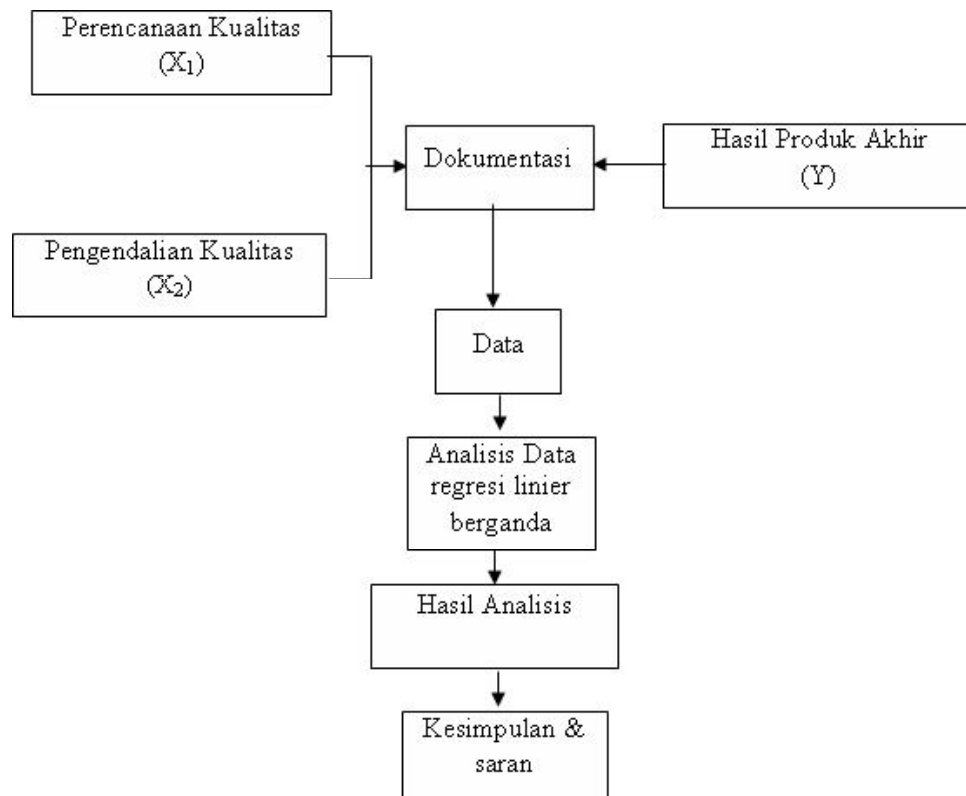 Perencanaan Kualitas
(X₁)
Dokumentasi
Hasil Produk Akhir
(Y)
Pengendalian Kualitas
(X₂)
Data
Analisis Data
regresi linier
berganda
Hasil Analisis
Kesimpulan &
saran